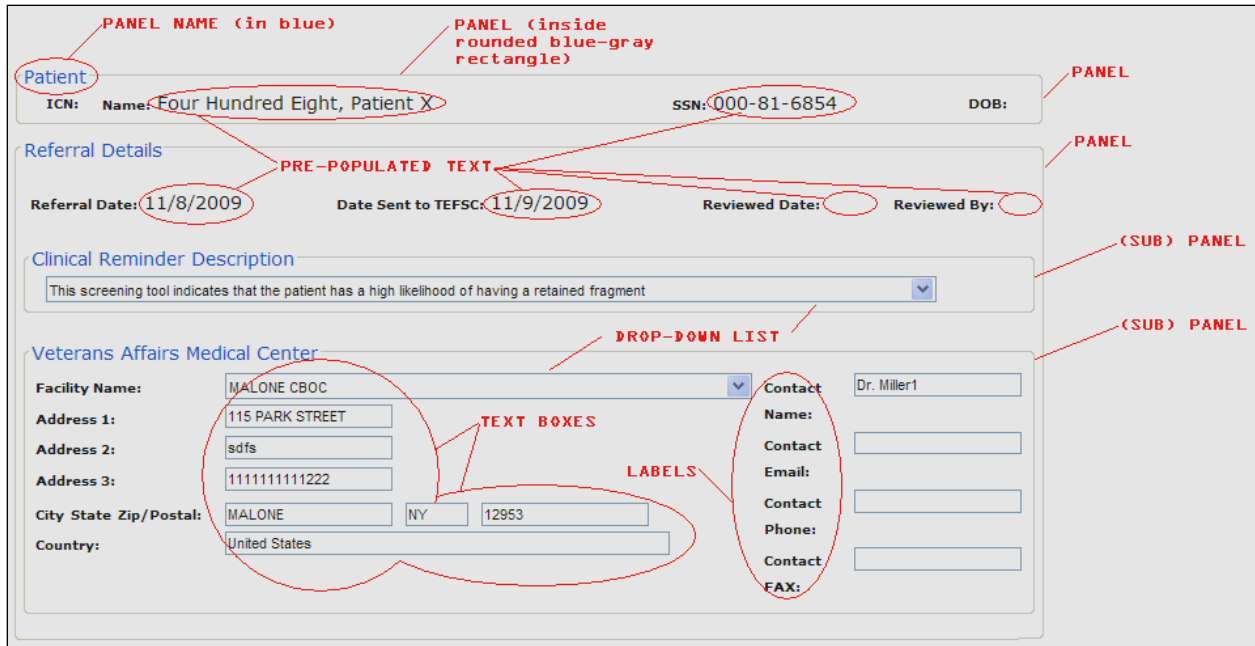 PANEL NAME (in blue)
PANEL (inside
rounded blue-gray
rectangle)
PANEL
Patient
ICN: Name: Four Hundred Eight, Patient X SSN: 000-81-6854 DOB:
PANEL
Referral Details
PRE-POPULATED TEXT
Referral Date: 11/8/2009 Date Sent to TEFSC: 11/9/2009 Reviewed Date: Reviewed By:
(SUB) PANEL
Clinical Reminder Description
This screening tool indicates that the patient has a high likelihood of having a retained fragment
(SUB) PANEL
DROP-DOWN LIST
Veterans Affairs Medical Center
Facility Name: MALONE CBOC Contact Dr. Miller1
Address 1: 115 PARK STREET Name:
TEXT BOXES
Address 2: sdfs Contact
LABELS Email:
Address 3: 1111111111222
Contact
City State Zip/Postal: MALONE NY 12953
Phone:
Country: United States
Contact
FAX: